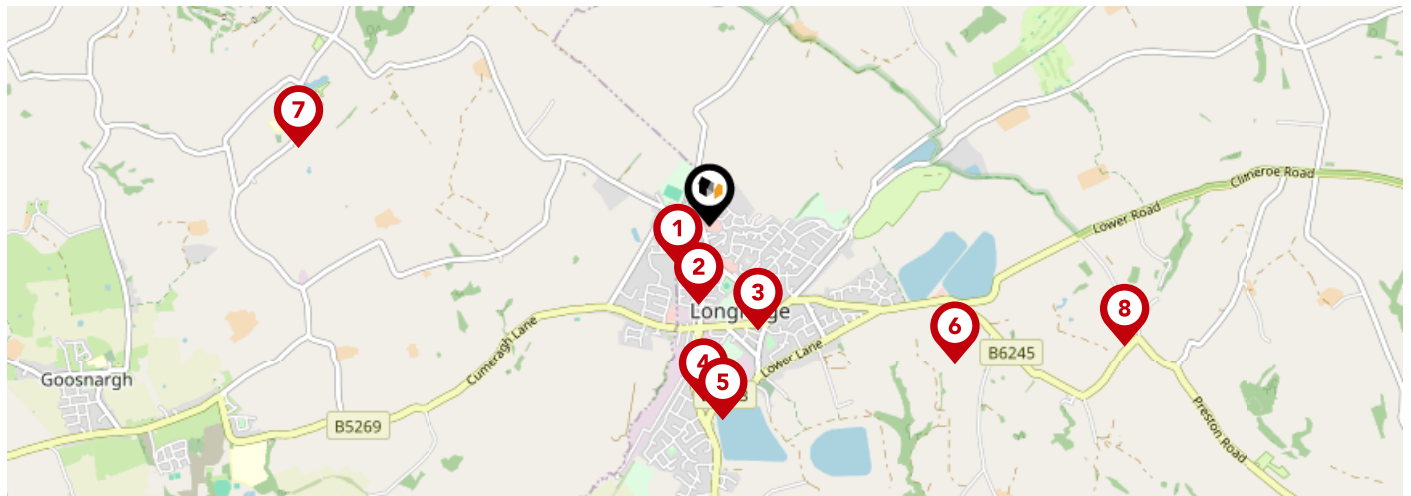 7
1
2
3
Longridge
Lower Road
Clitheroe Road
8
6
B6245
4
5
Lower Lane
Cumeragh Lane
Goosnargh
B5269
Preston Road